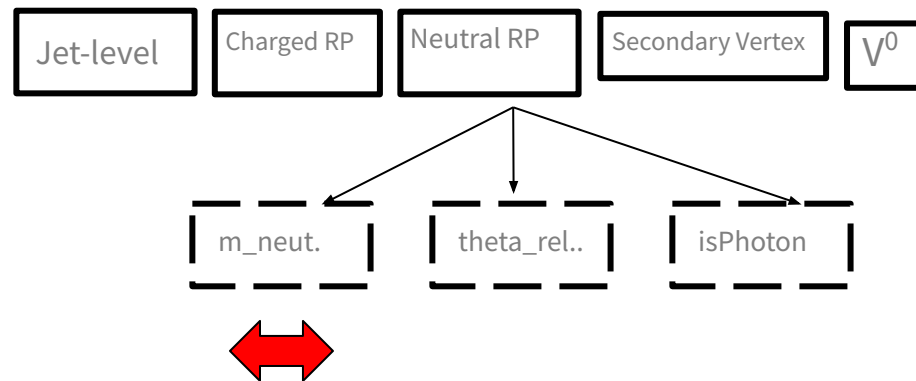 Jet-level
Charged RP
Neutral RP
Secondary Vertex
V⁰
m_neut.
theta_rel..
isPhoton